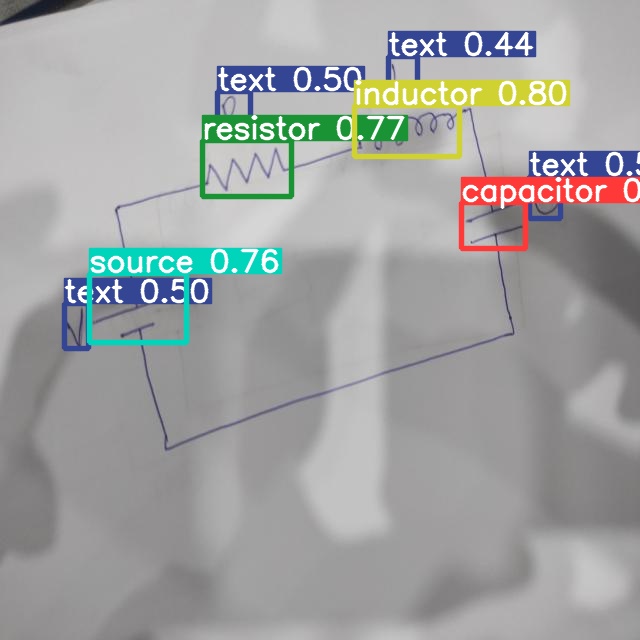 text 0.44
text 0.50
inductor 0.80
resistor 0.77
text 0.5
capacitor 0
source 0.76
text 0.50
V
R